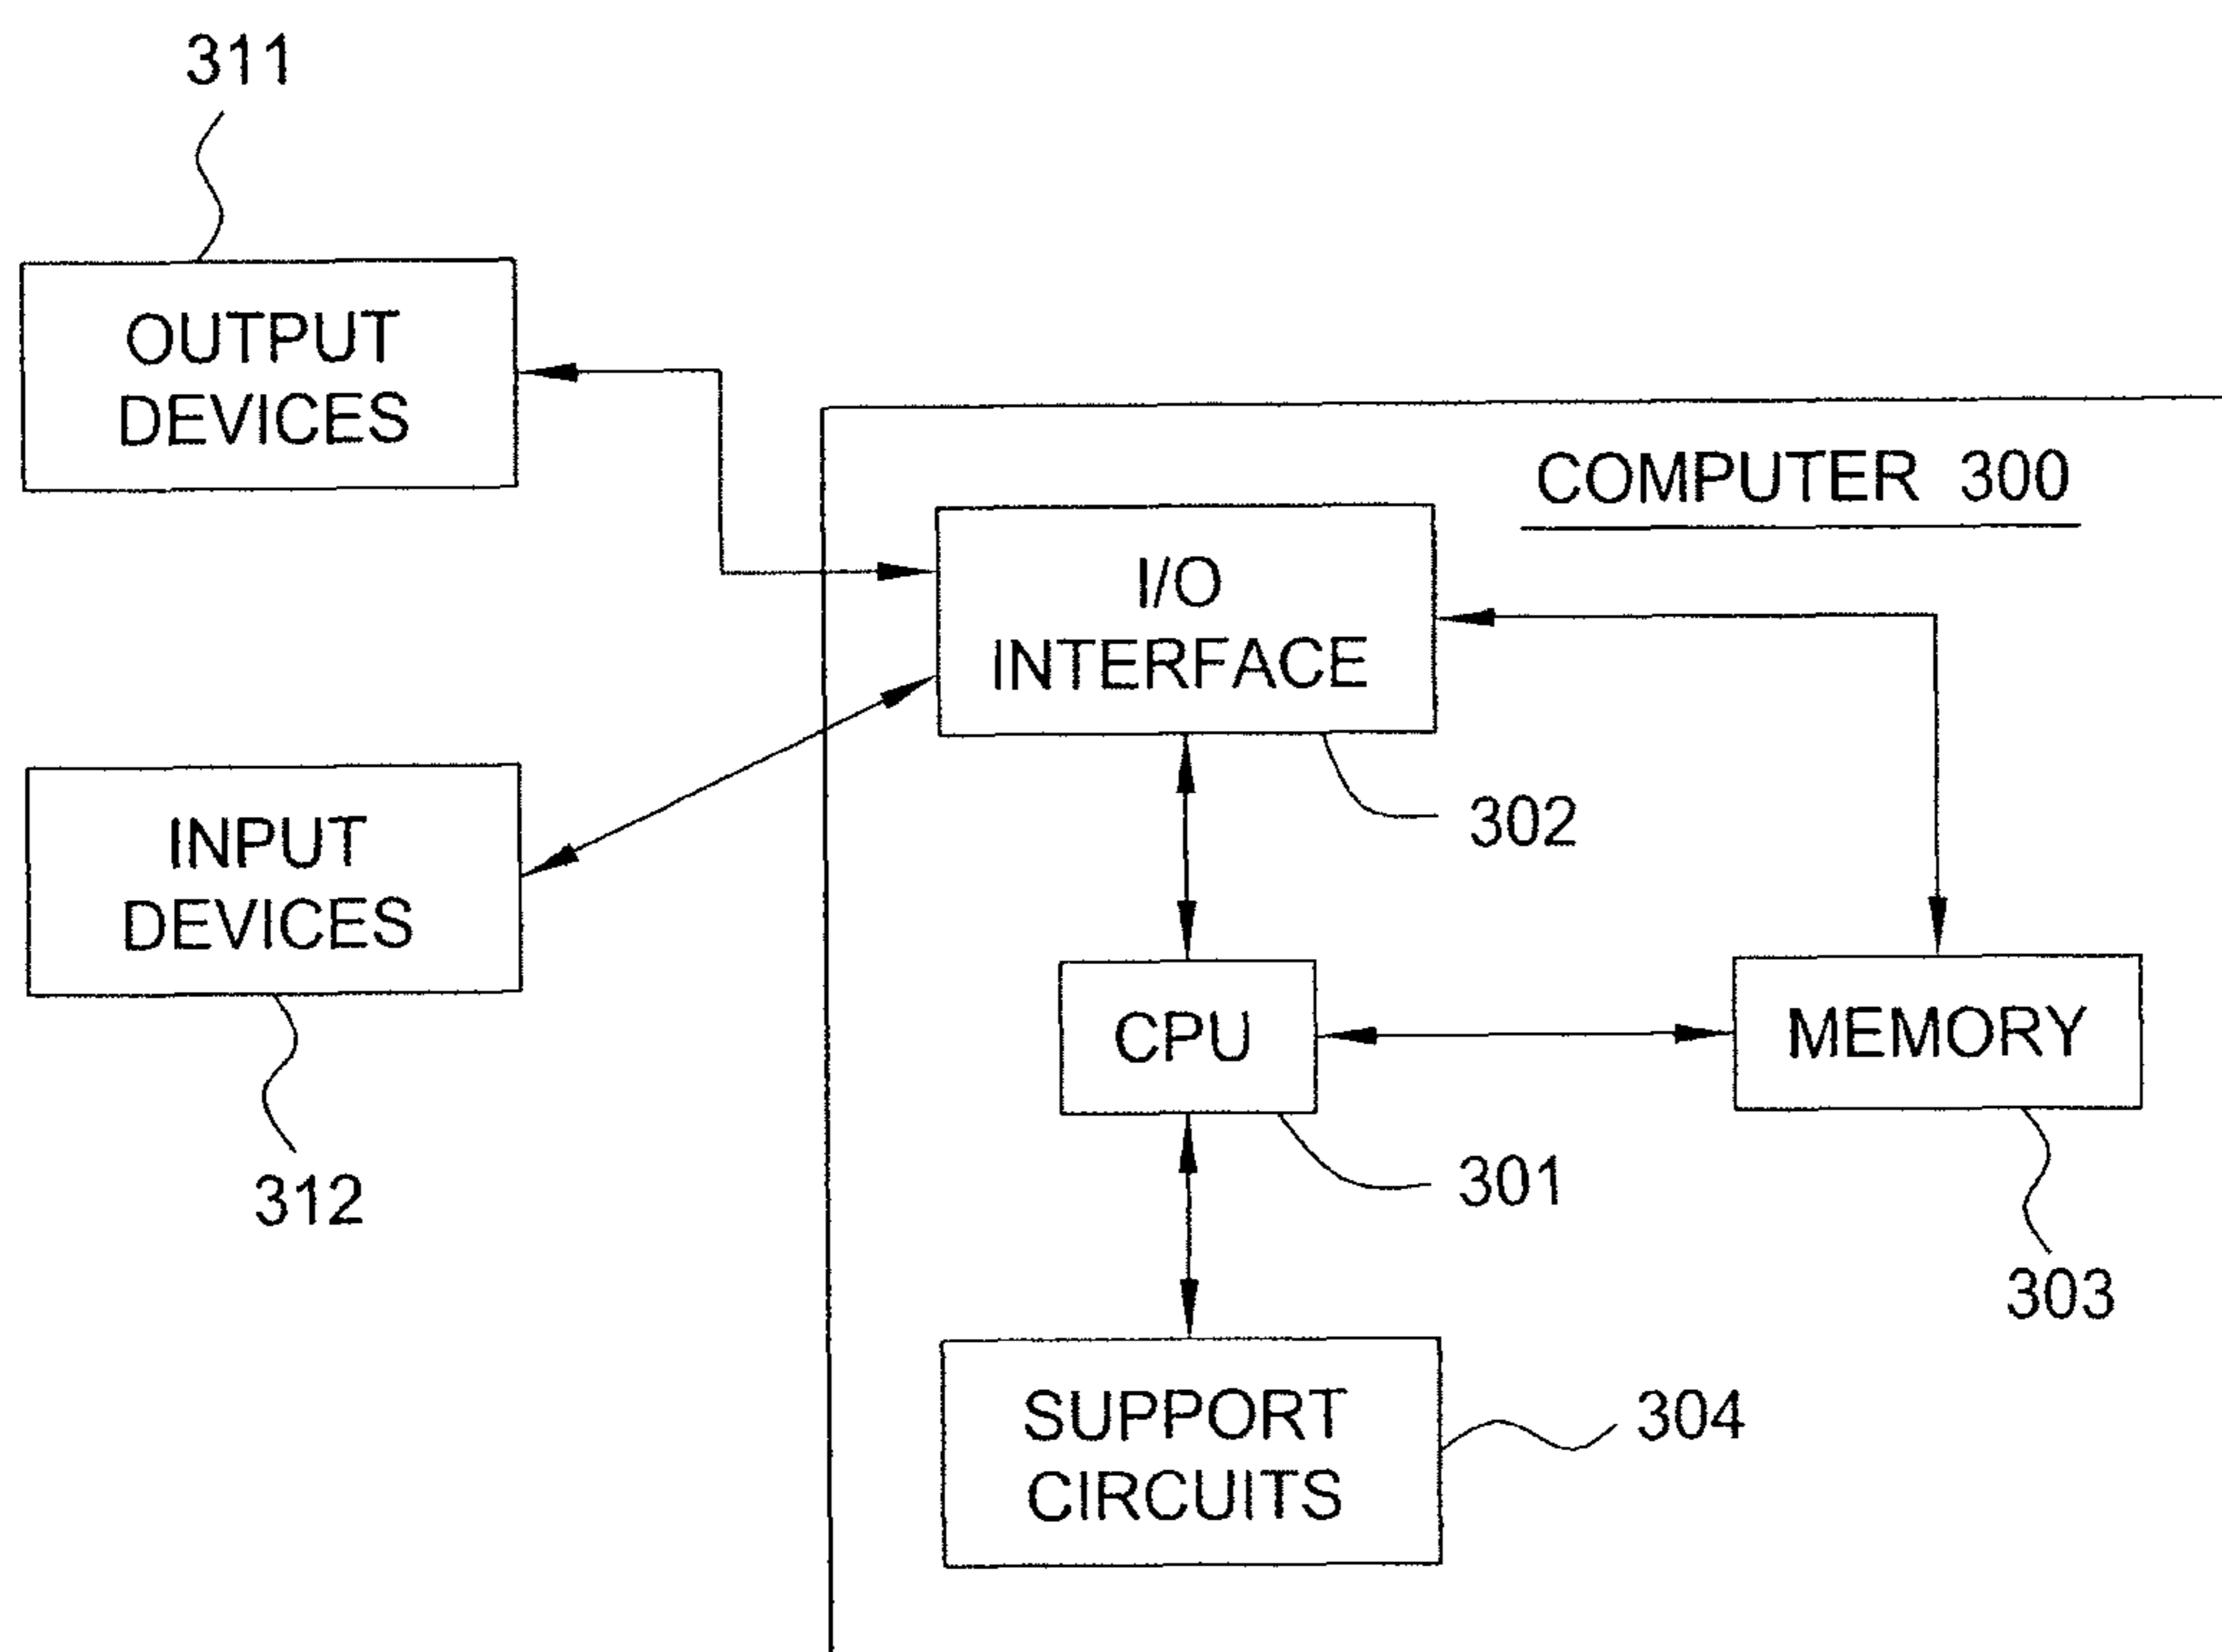 311
OUTPUT
DEVICES
COMPUTER 300
I/O
INTERFACE
302
INPUT
DEVICES
312
CPU
301
MEMORY
303
SUPPORT
CIRCUITS
304